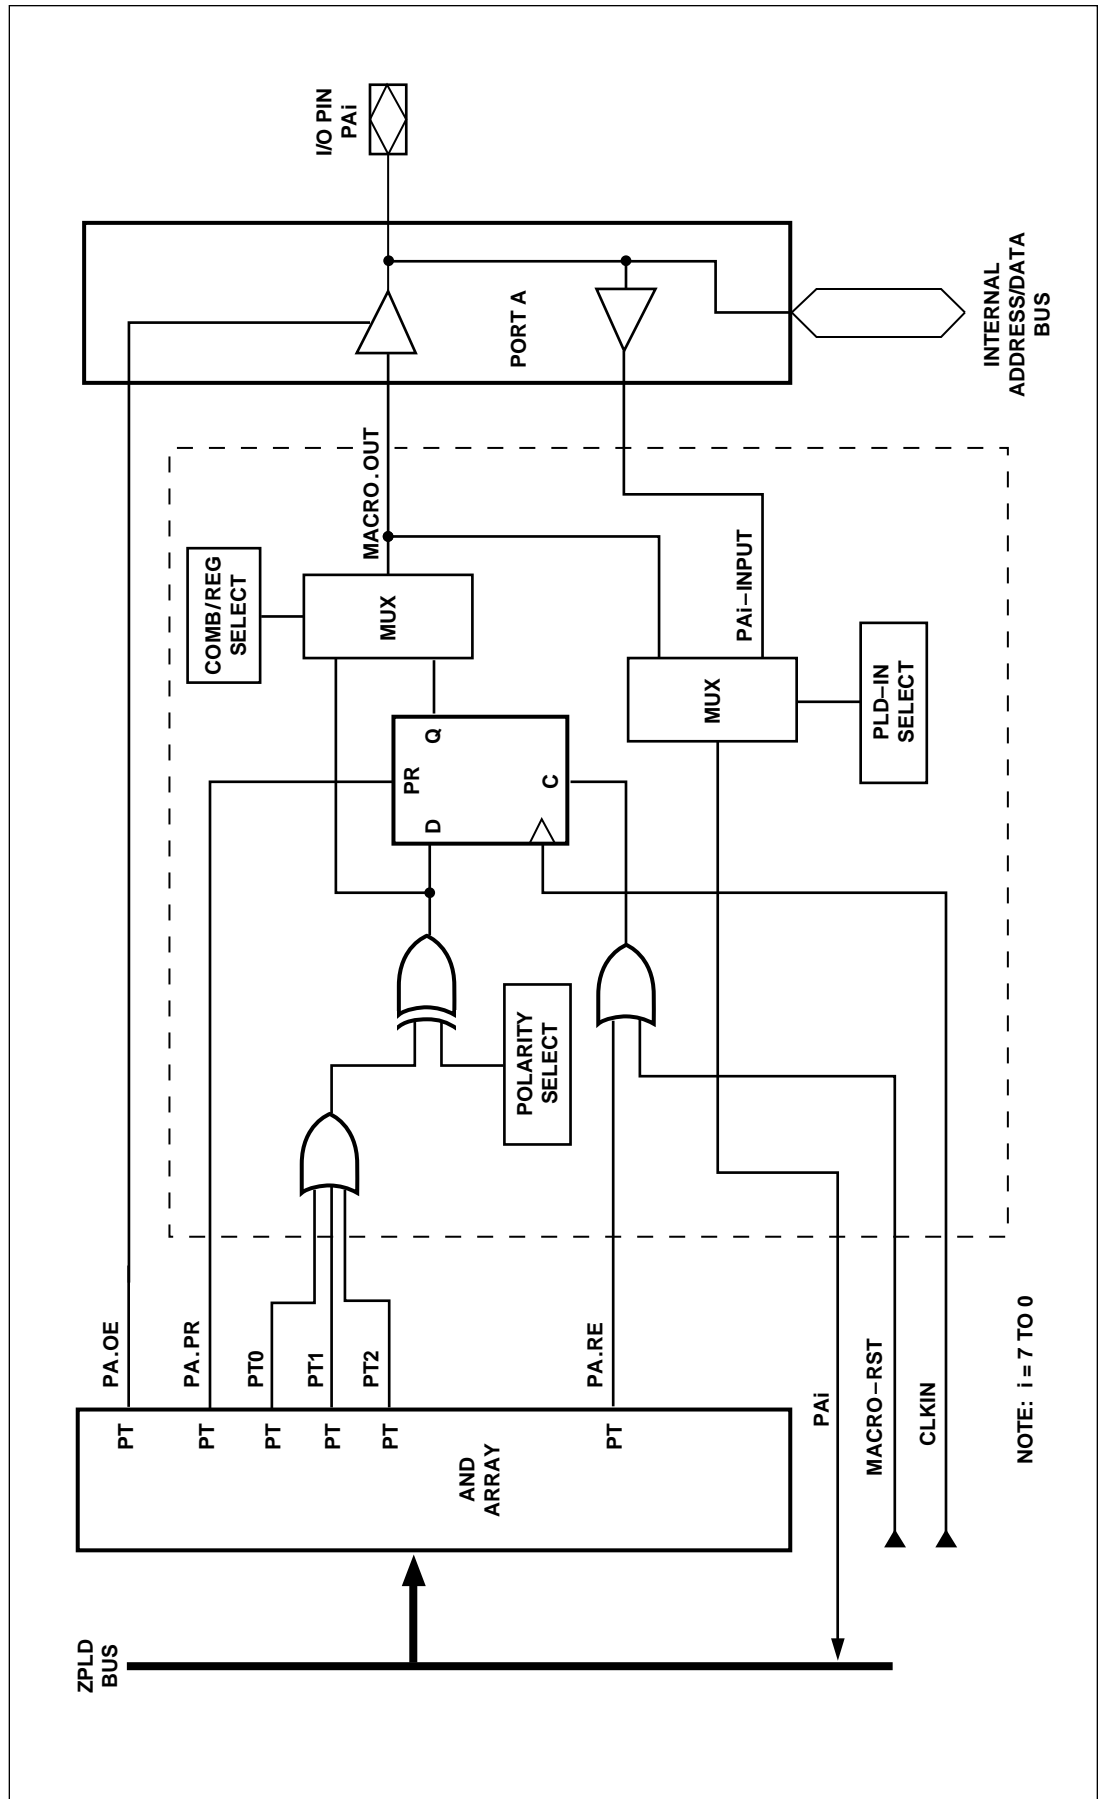 ZPLD
BUS
AND
ARRAY
PT
PT
PT
PT
PT
PT
PA.OE
PA.PR
PT0
PT1
PT2
PA.RE
PAi
MACRO–RST
CLKIN
POLARITY
SELECT
D
PR
Q
C
COMB/REG
SELECT
MUX
MACRO.OUT
MUX
PAi–INPUT
PLD–IN
SELECT
PORT A
I/O PIN
PAi
INTERNAL
ADDRESS/DATA
BUS
NOTE: i = 7 TO 0